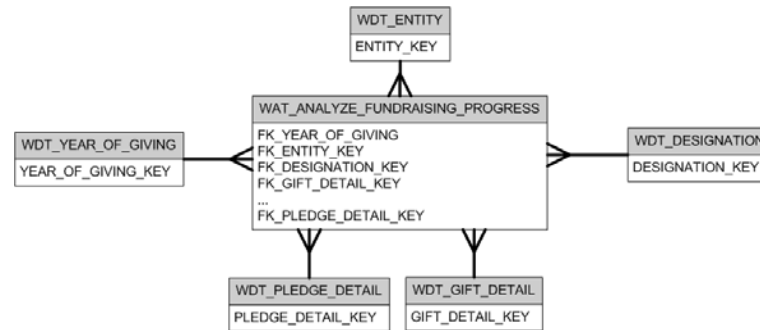 WDT_ENTITY
ENTITY_KEY
WAT_ANALYZE_FUNDRAISING_PROGRESS
FK_YEAR_OF_GIVING
FK_ENTITY_KEY
FK_DESIGNATION_KEY
FK_GIFT_DETAIL_KEY
...
FK_PLEDGE_DETAIL_KEY
WDT_YEAR_OF_GIVING
YEAR_OF_GIVING_KEY
WDT_DESIGNATION
DESIGNATION_KEY
WDT_PLEDGE_DETAIL
PLEDGE_DETAIL_KEY
WDT_GIFT_DETAIL
GIFT_DETAIL_KEY